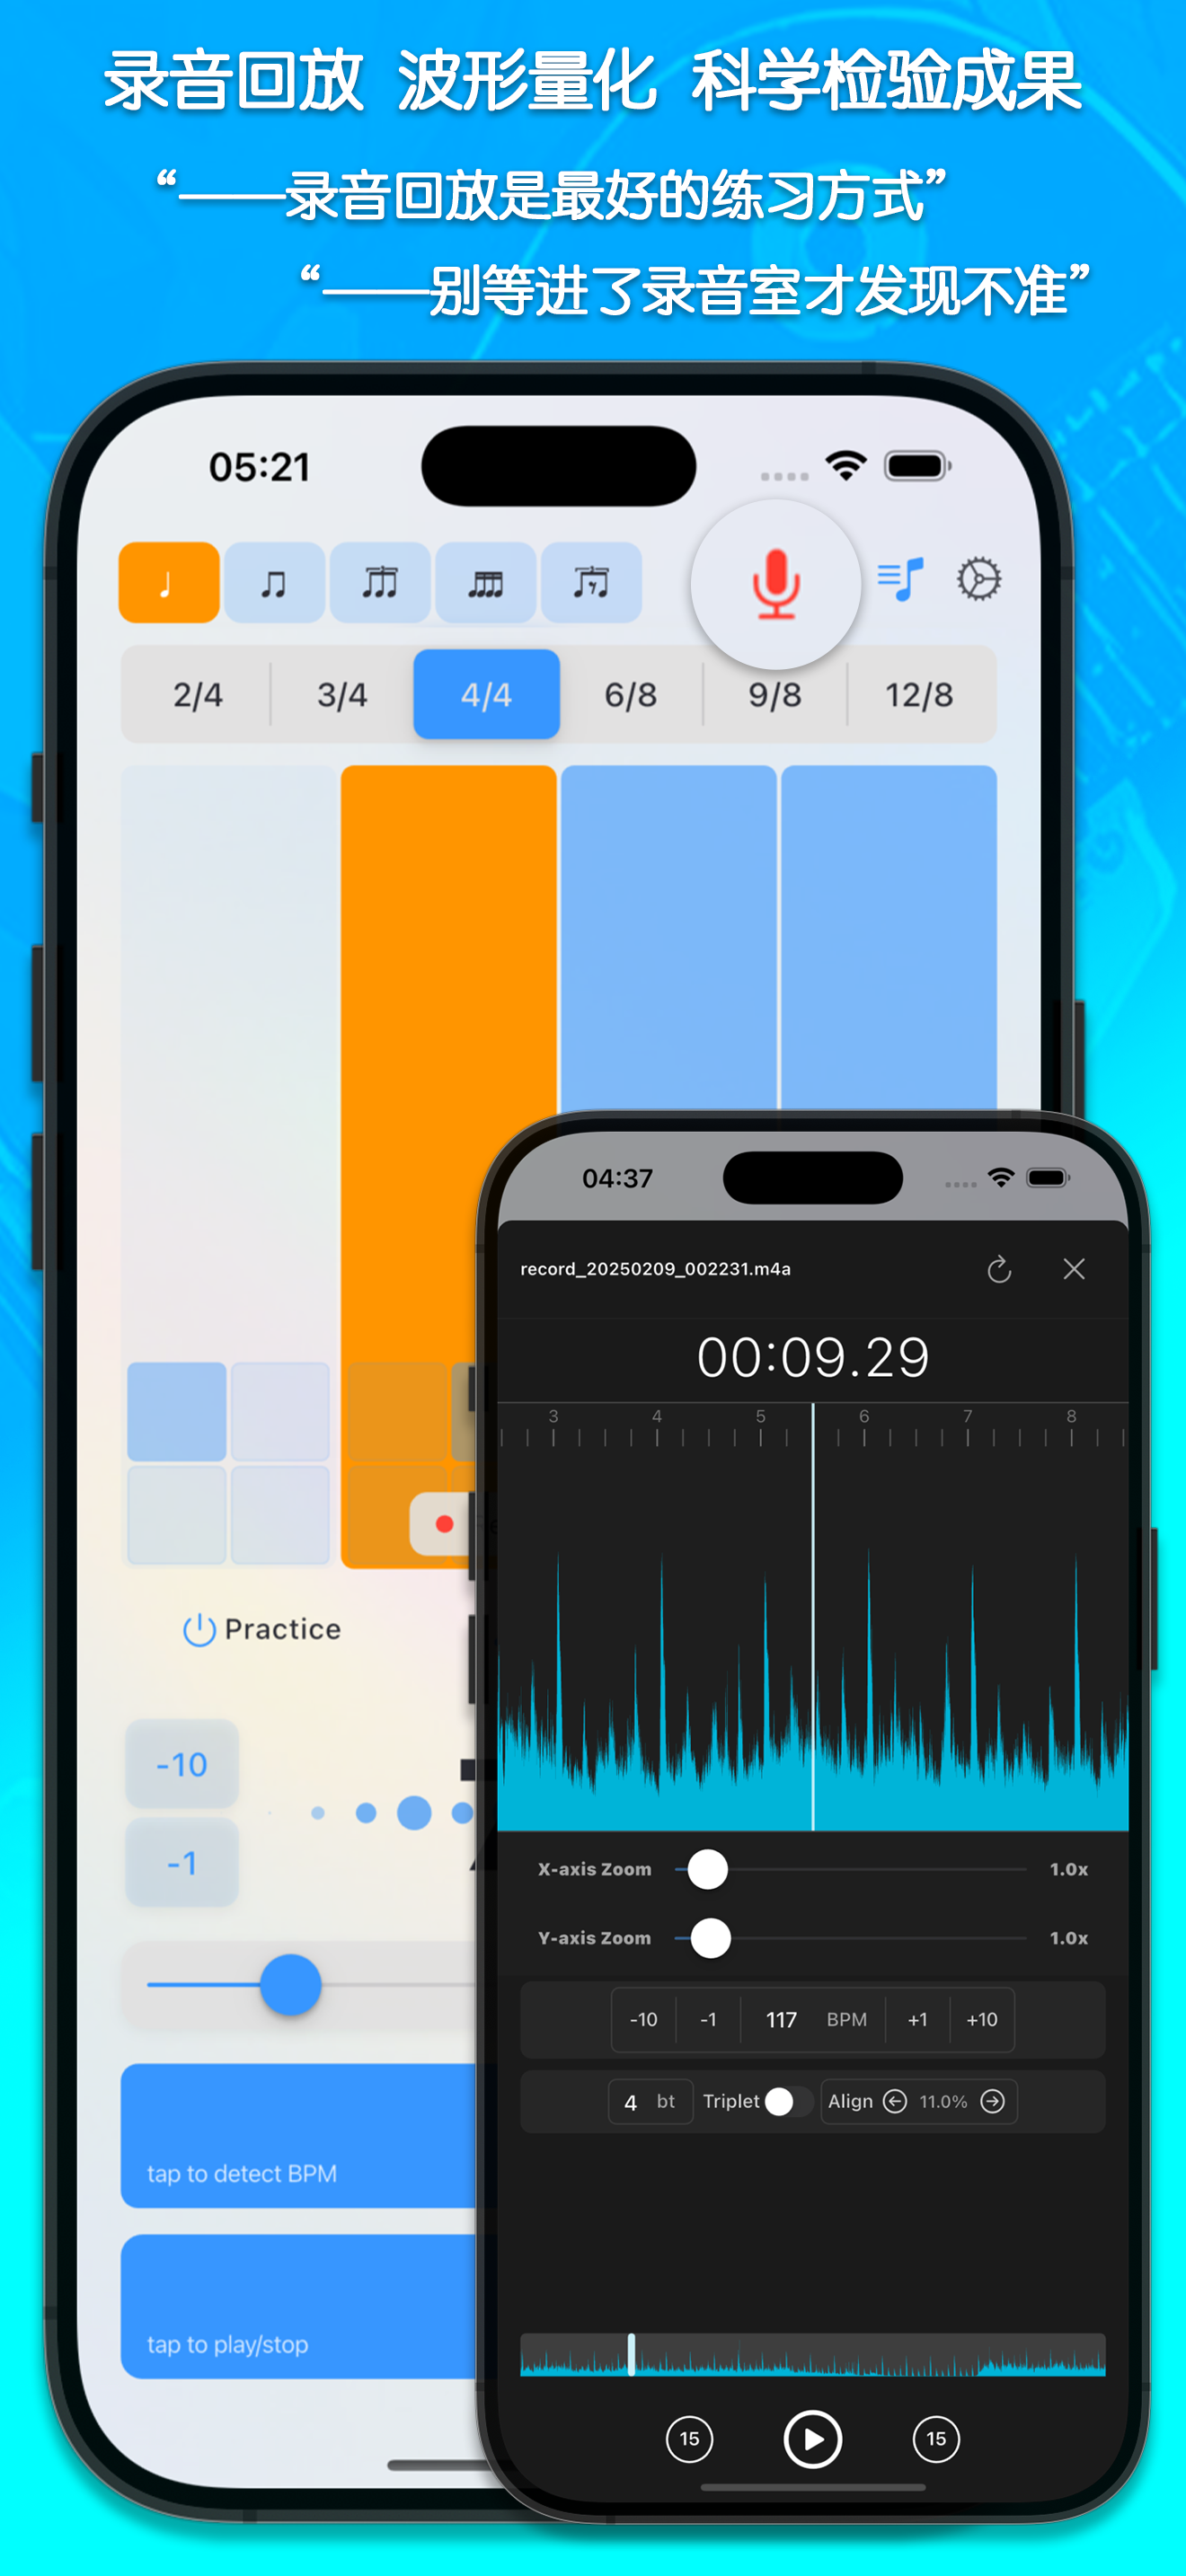 录音回放 波形量化 科学检验成果
“——录音回放是最好的练习方式”
“——别等进了录音室才发现不准”
05:21
2/4 3/4 4/4 6/8 9/8 12/8
Practice
-10
-1
tap to detect BPM
tap to play/stop
04:37
record_20250209_002231.m4a
00:09.29
3 4 5 6 7 8
X-axis Zoom 1.0x
Y-axis Zoom 1.0x
-10 -1 117 BPM +1 +10
4 bt Triplet Align 11.0%
15 15